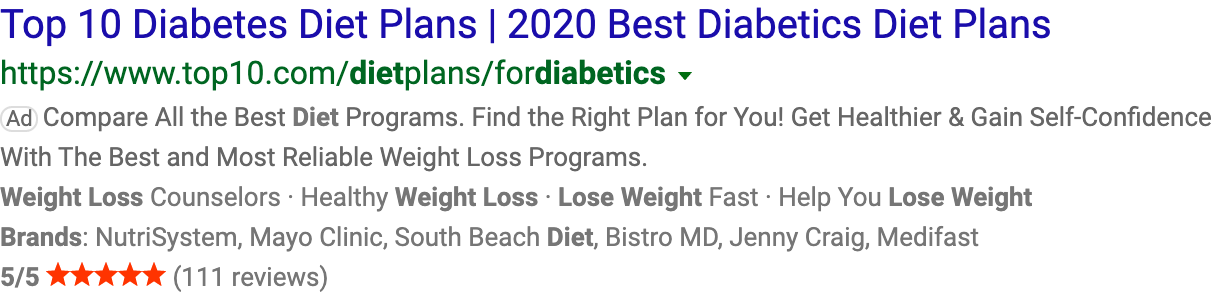 Top 10 Diabetes Diet Plans | 2020 Best Diabetics Diet Plans
https://www.top10.com/dietplans/fordiabetics
Ad Compare All the Best Diet Programs. Find the Right Plan for You! Get Healthier & Gain Self-Confidence
With The Best and Most Reliable Weight Loss Programs.
Weight Loss Counselors · Healthy Weight Loss · Lose Weight Fast · Help You Lose Weight
Brands: NutriSystem, Mayo Clinic, South Beach Diet, Bistro MD, Jenny Craig, Medifast
5/5 ★★★★★ (111 reviews)